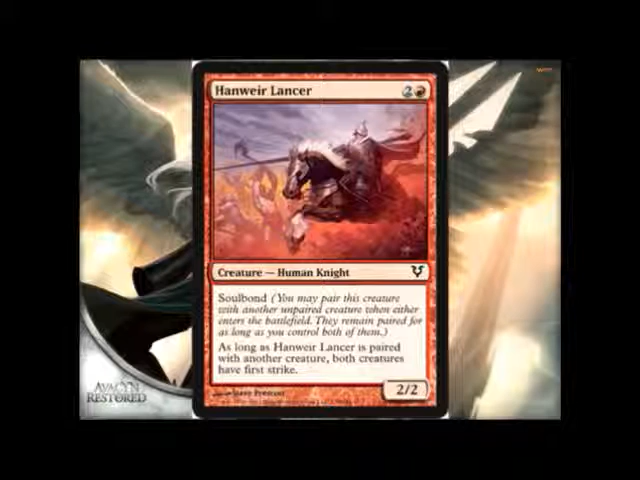 Hanweir Lancer
2
Creature — Human Knight
Soulbond (You may pair this creature
with another unpaired creature when either
enters the battlefield. They remain paired for
as long as you control both of them.)
As long as Hanweir Lancer is paired
with another creature, both creatures
have first strike.
2/2
AVACYN
RESTORED